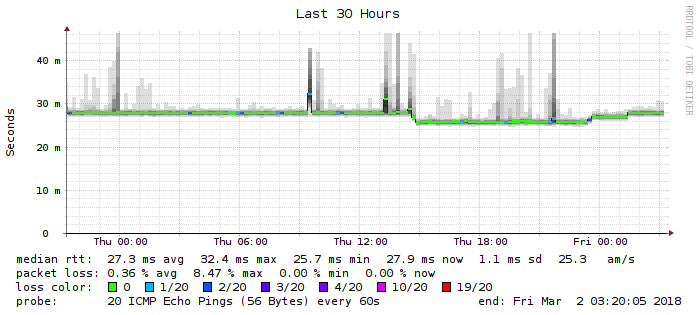 Last 30 Hours
RRDTOOL / TOBI OETIKER
Seconds
40 m
30 m
20 m
10 m
0
Thu 00:00 Thu 06:00 Thu 12:00 Thu 18:00 Fri 00:00
median rtt: 27.3 ms avg 32.4 ms max 25.7 ms min 27.9 ms now 1.1 ms sd 25.3 am/s
packet loss: 0.36 % avg 8.47 % max 0.00 % min 0.00 % now
loss color: 0 1/20 2/20 3/20 4/20 10/20 19/20
probe: 20 ICMP Echo Pings (56 Bytes) every 60s end: Fri Mar 2 03:20:05 2018